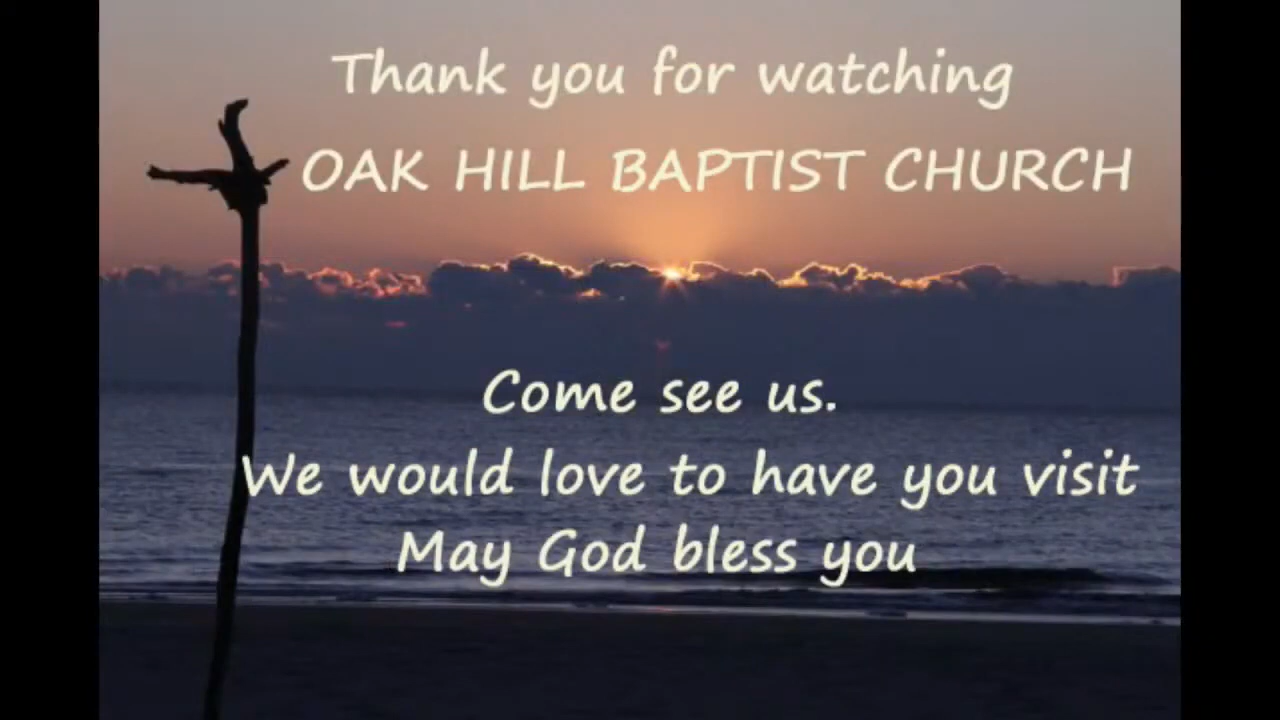 Thank you for watching
OAK HILL BAPTIST CHURCH
Come see us.
We would love to have you visit
May God bless you